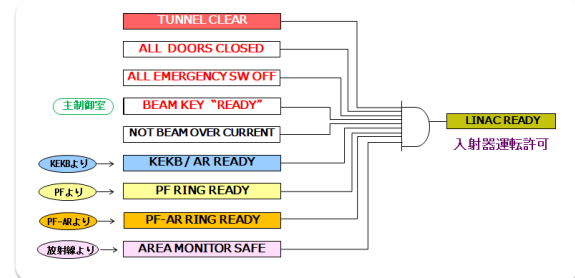 TUNNEL CLEAR
ALL DOORS CLOSED
ALL EMERGENCY SW OFF
主制御室
BEAM KEY “READY”
LINAC READY
NOT BEAM OVER CURRENT
入射器運転許可
KEKBより
KEKB / AR READY
PFより
PF RING READY
PF-ARより
PF-AR RING READY
放射線より
AREA MONITOR SAFE